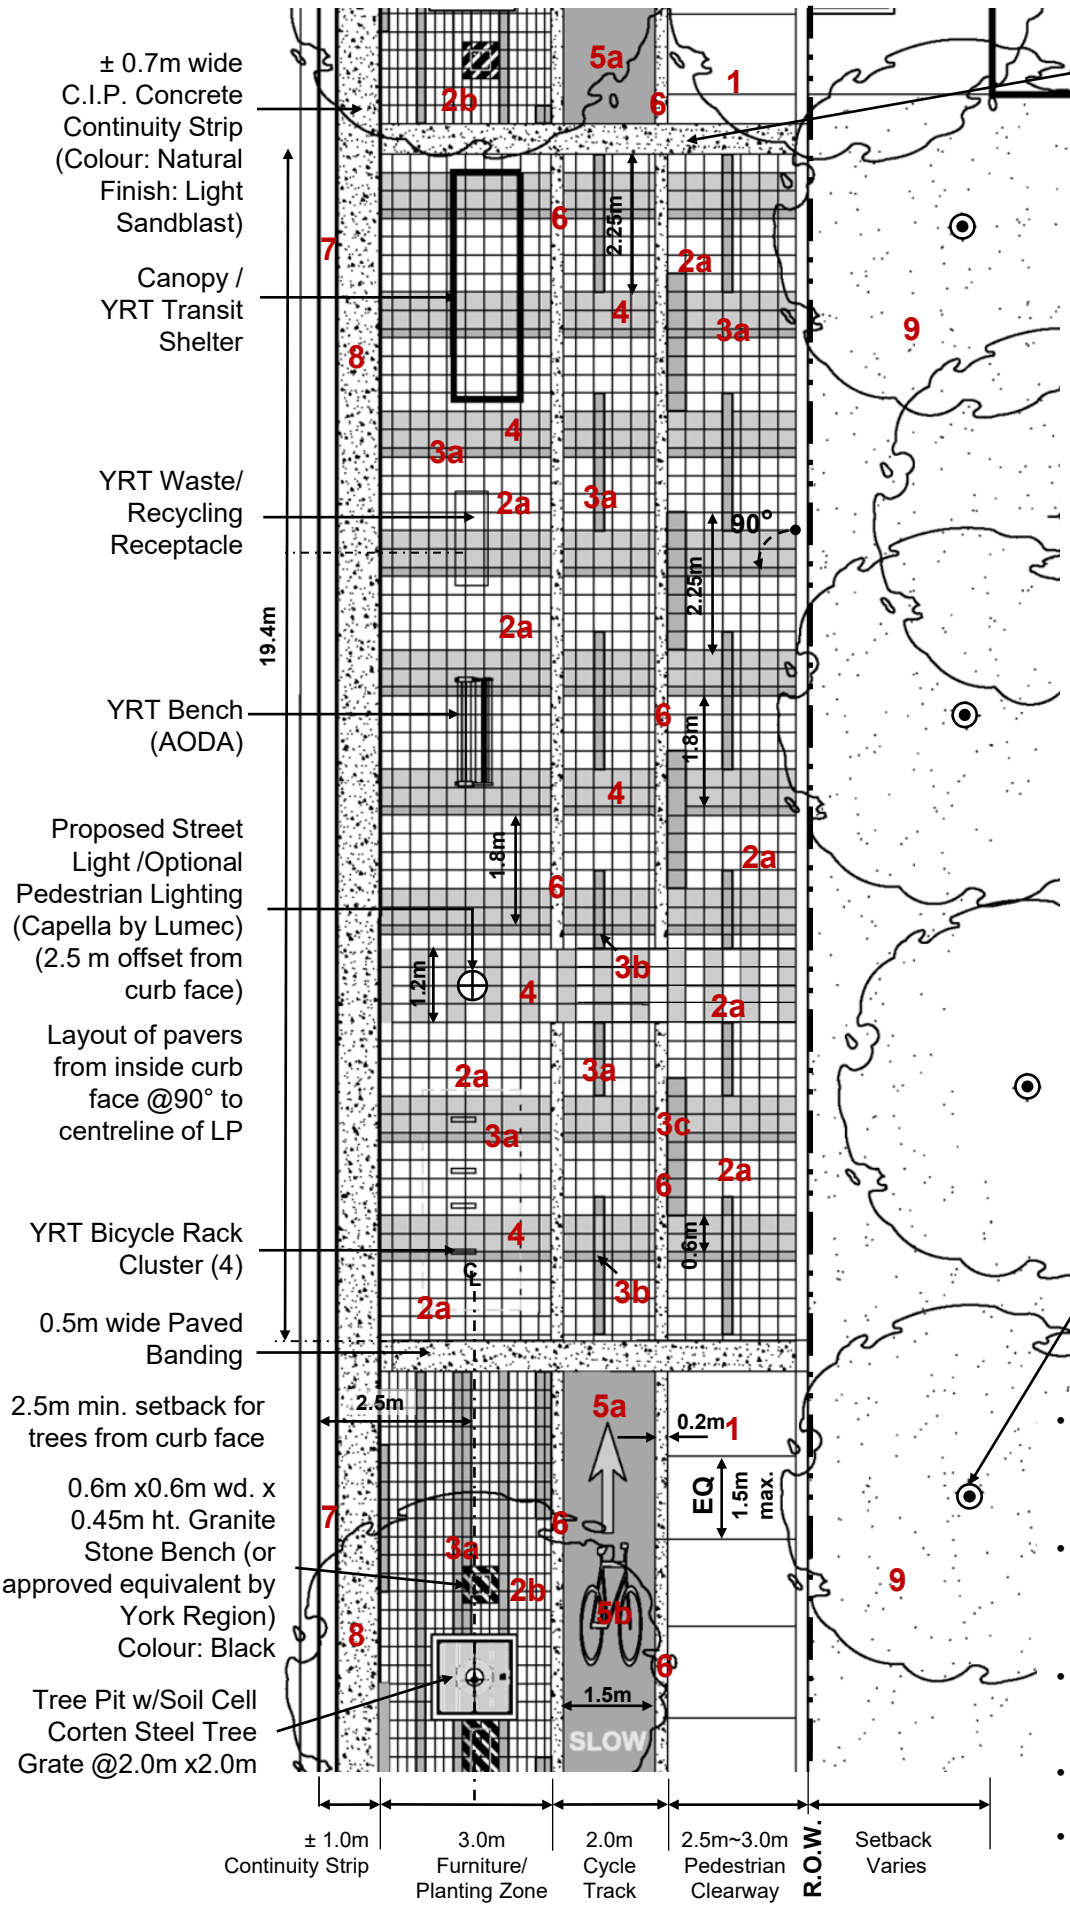 ± 0.7m wide
C.I.P. Concrete
Continuity Strip
(Colour: Natural
Finish: Light
Sandblast)
Canopy /
YRT Transit
Shelter
YRT Waste/
Recycling
Receptacle
19.4m
YRT Bench
(AODA)
Proposed Street
Light /Optional
Pedestrian Lighting
(Capella by Lumec)
(2.5 m offset from
curb face)
Layout of pavers
from inside curb
face @90° to
centreline of LP
YRT Bicycle Rack
Cluster (4)
0.5m wide Paved
Banding
2.5m min. setback for
trees from curb face
0.6m x0.6m wd. x
0.45m ht. Granite
Stone Bench (or
approved equivalent by
York Region)
Colour: Black
Tree Pit w/Soil Cell
Corten Steel Tree
Grate @2.0m x2.0m
5a
1
2b
6
6
2.25m
7
2a
4
3a
9
8
4
3a
2a
3a
90°
2.25m
2a
6
1.8m
4
1.8m
2a
6
3b
1.2m
4
2a
2a
3a
3a
3c
2a
6
4
0.6m
CL
3b
2a
2.5m
5a
0.2m
1
EQ
1.5m
max.
7
6
3a
2b
5b
9
8
6
1.5m
SLOW
± 1.0m
Continuity Strip
3.0m
Furniture/
Planting Zone
2.0m
Cycle
Track
2.5m~3.0m
Pedestrian
Clearway
R.O.W.
Setback
Varies